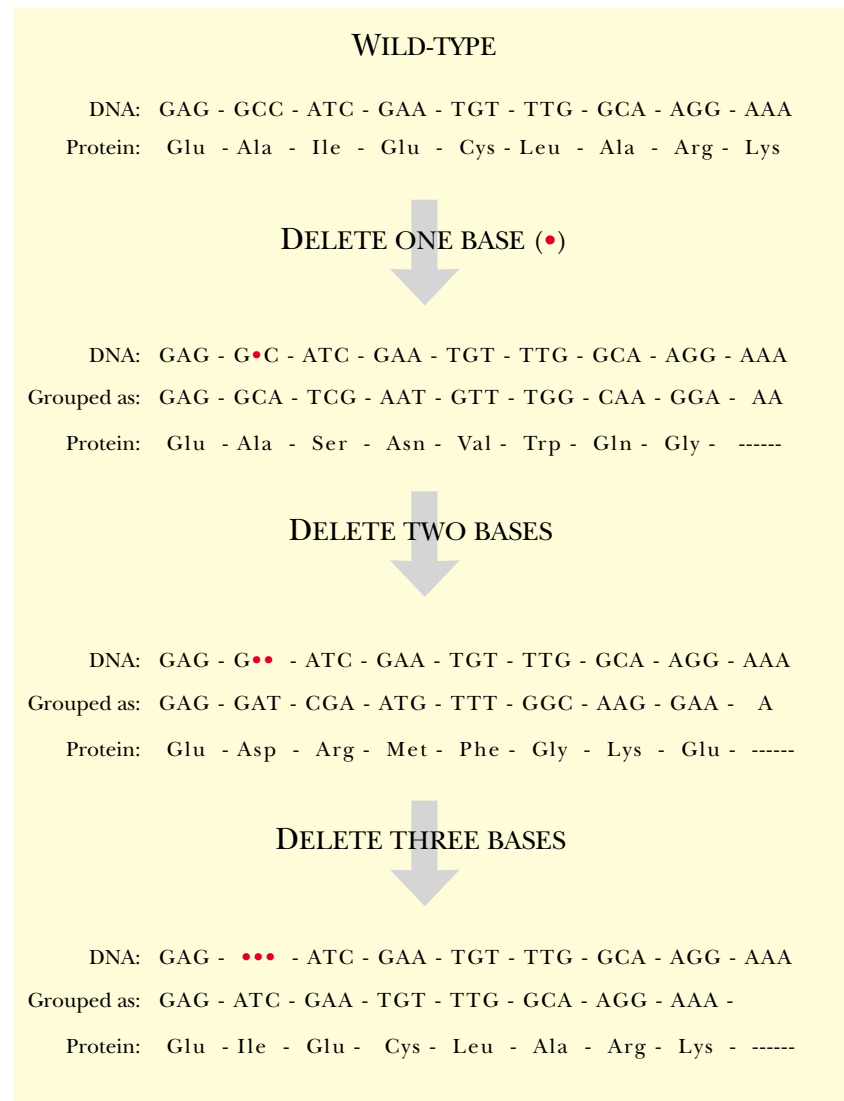 WILD-TYPE
DNA: GAG - GCC - ATC - GAA - TGT - TTG - GCA - AGG - AAA
Protein: Glu - Ala - Ile - Glu - Cys - Leu - Ala - Arg - Lys
DELETE ONE BASE (•)
DNA: GAG - G•C - ATC - GAA - TGT - TTG - GCA - AGG - AAA
Grouped as: GAG - GCA - TCG - AAT - GTT - TGG - CAA - GGA - AA
Protein: Glu - Ala - Ser - Asn - Val - Trp - Gln - Gly - ------
DELETE TWO BASES
DNA: GAG - G•• - ATC - GAA - TGT - TTG - GCA - AGG - AAA
Grouped as: GAG - GAT - CGA - ATG - TTT - GGC - AAG - GAA - A
Protein: Glu - Asp - Arg - Met - Phe - Gly - Lys - Glu - ------
DELETE THREE BASES
DNA: GAG - ••• - ATC - GAA - TGT - TTG - GCA - AGG - AAA
Grouped as: GAG - ATC - GAA - TGT - TTG - GCA - AGG - AAA -
Protein: Glu - Ile - Glu - Cys - Leu - Ala - Arg - Lys - ------